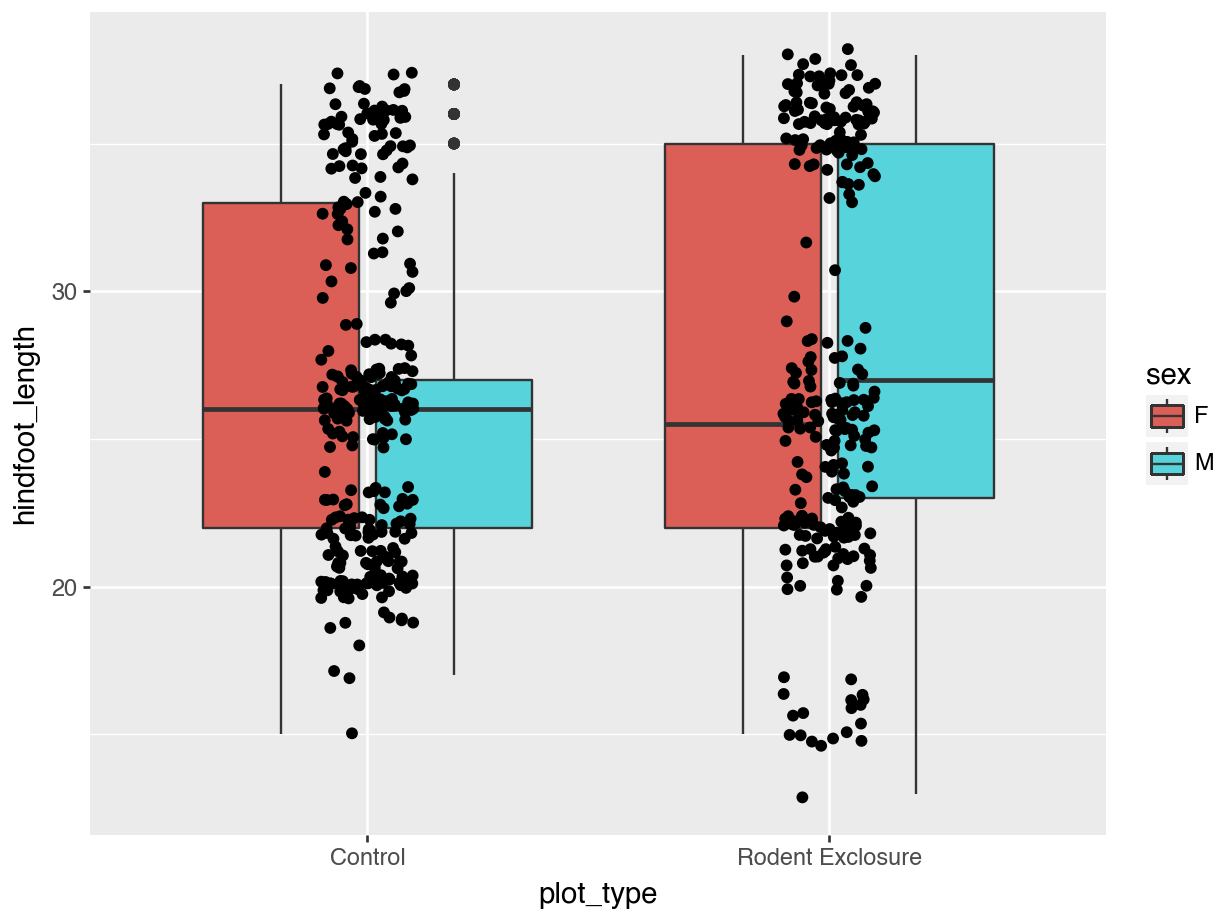 hindfoot_length
30
20
Control
Rodent Exclosure
plot_type
sex
F
M